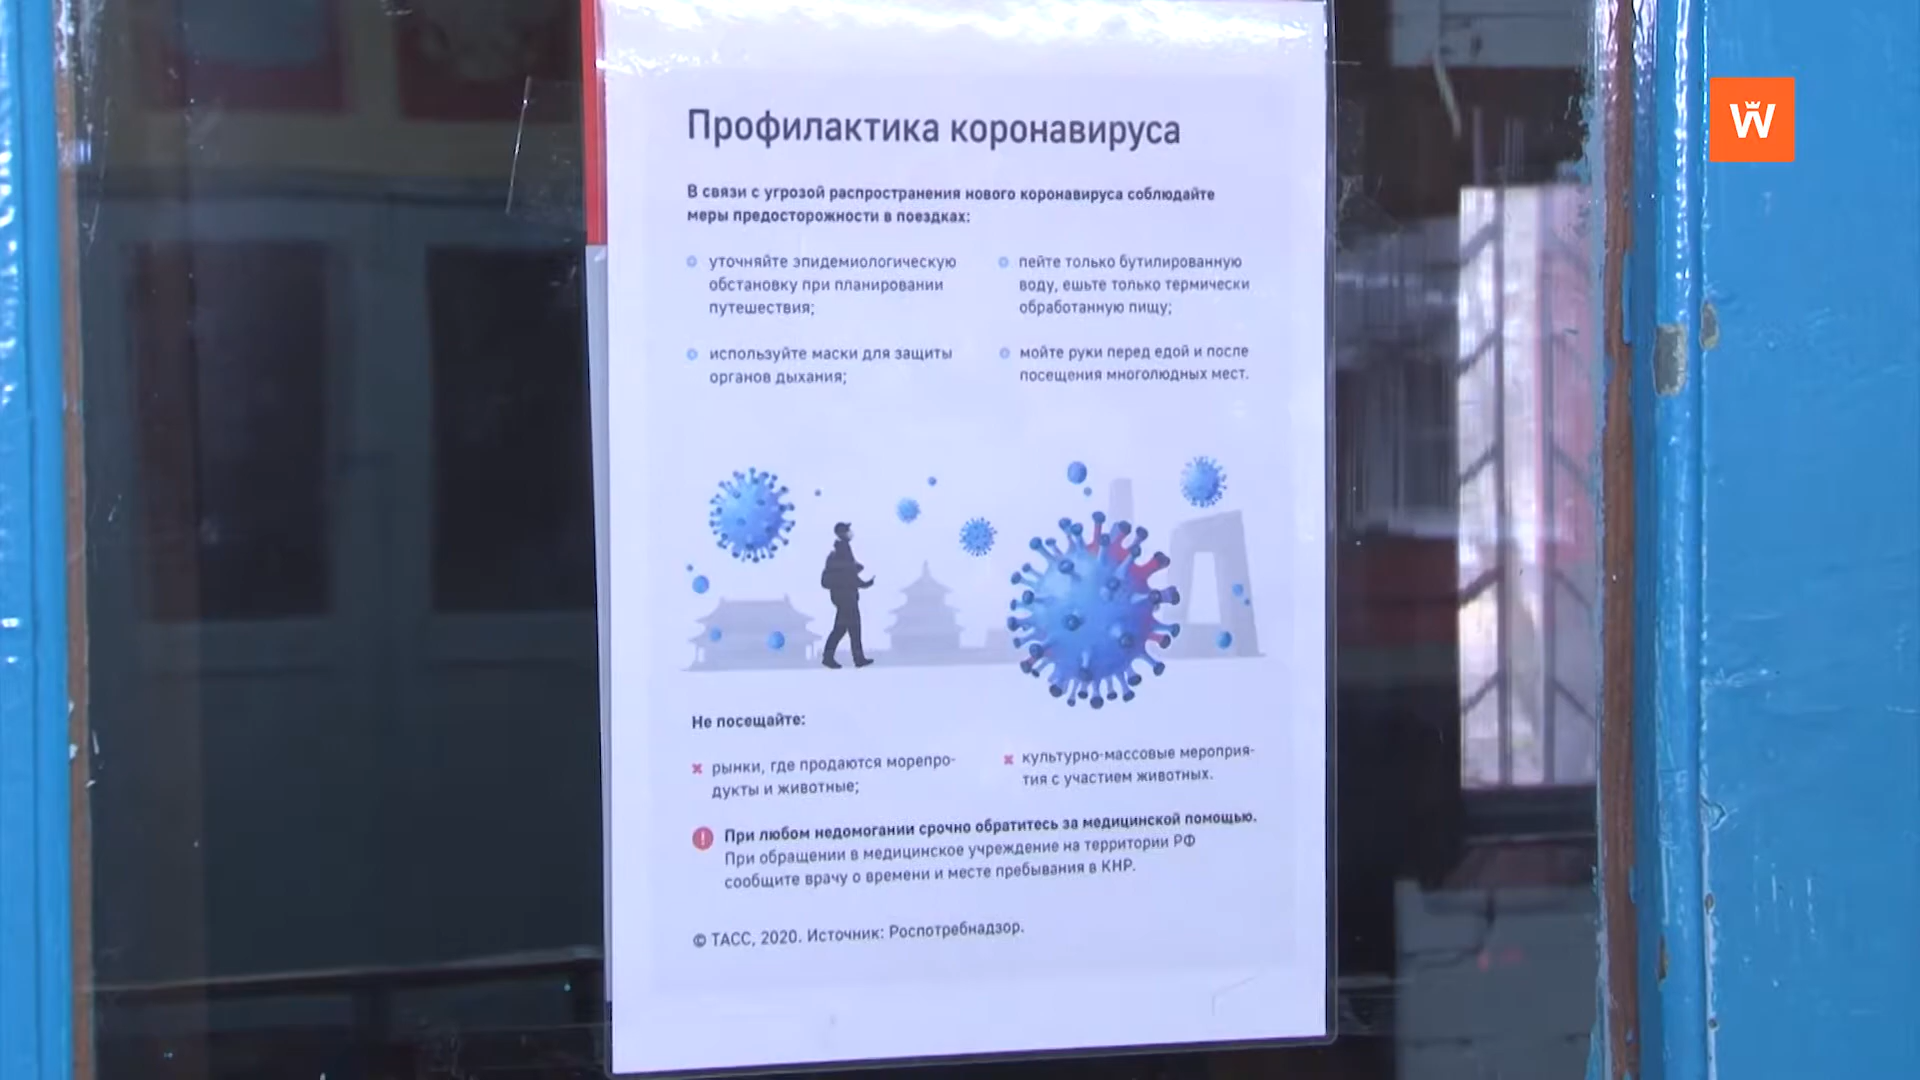 Профилактика коронавируса
В связи с угрозой распространения нового коронавируса соблюдайте
меры предосторожности в поездках:
уточняйте эпидемиологическую
обстановку при планировании
путешествия;
используйте маски для защиты
органов дыхания;
пейте только бутилированную
воду, ешьте только термически
обработанную пищу;
мойте руки перед едой и после
посещения многолюдных мест.
Не посещайте:
рынки, где продаются морепро-
дукты и животные;
культурно-массовые мероприя-
тия с участием животных.
При любом недомогании срочно обратитесь за медицинской помощью.
При обращении в медицинское учреждение на территории РФ
сообщите врачу о времени и месте пребывания в КНР.
© ТАСС, 2020. Источник: Роспотребнадзор.
W